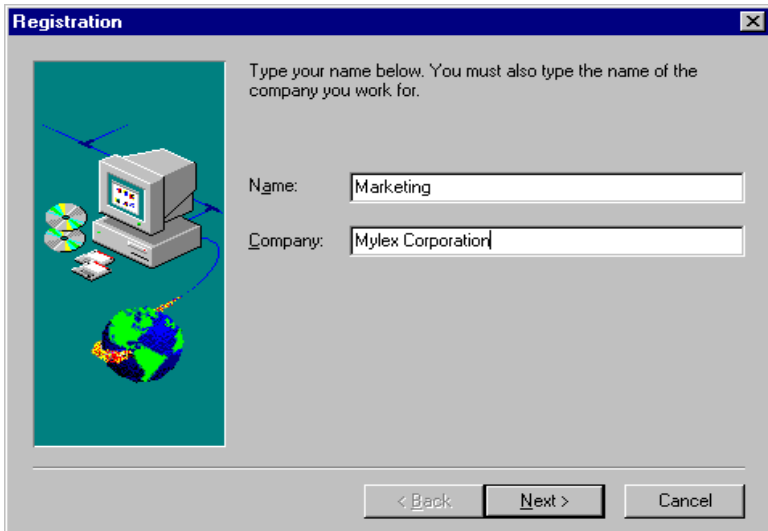 Registration
Type your name below. You must also type the name of the
company you work for.
Name: Marketing
Company: Mylex Corporation
< Back Next > Cancel